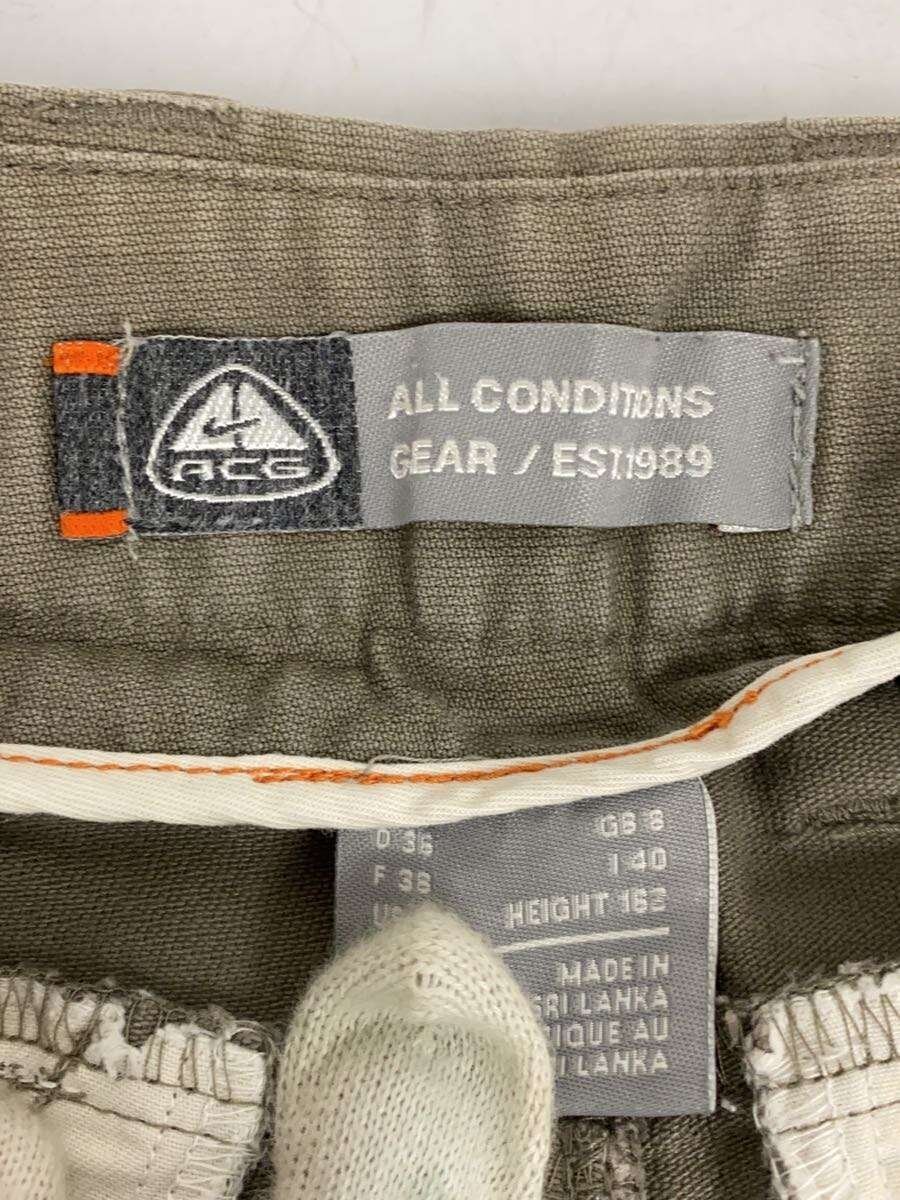 ACG
ALL CONDITIONS
GEAR / EST.1989
D 36 GB 8
F 38 I 40
HEIGHT 163
MADE IN
SRI LANKA
IQUE AU
I LANKA